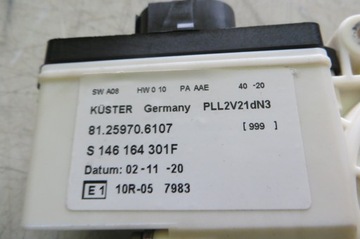 SW A08 HW 0 10 PA AAE 40 -20
KÜSTER Germany PLL2V21dN3
81.25970.6107 [ 999 ]
S 146 164 301F
Datum: 02 -11 -20
E1 10R-05 7983